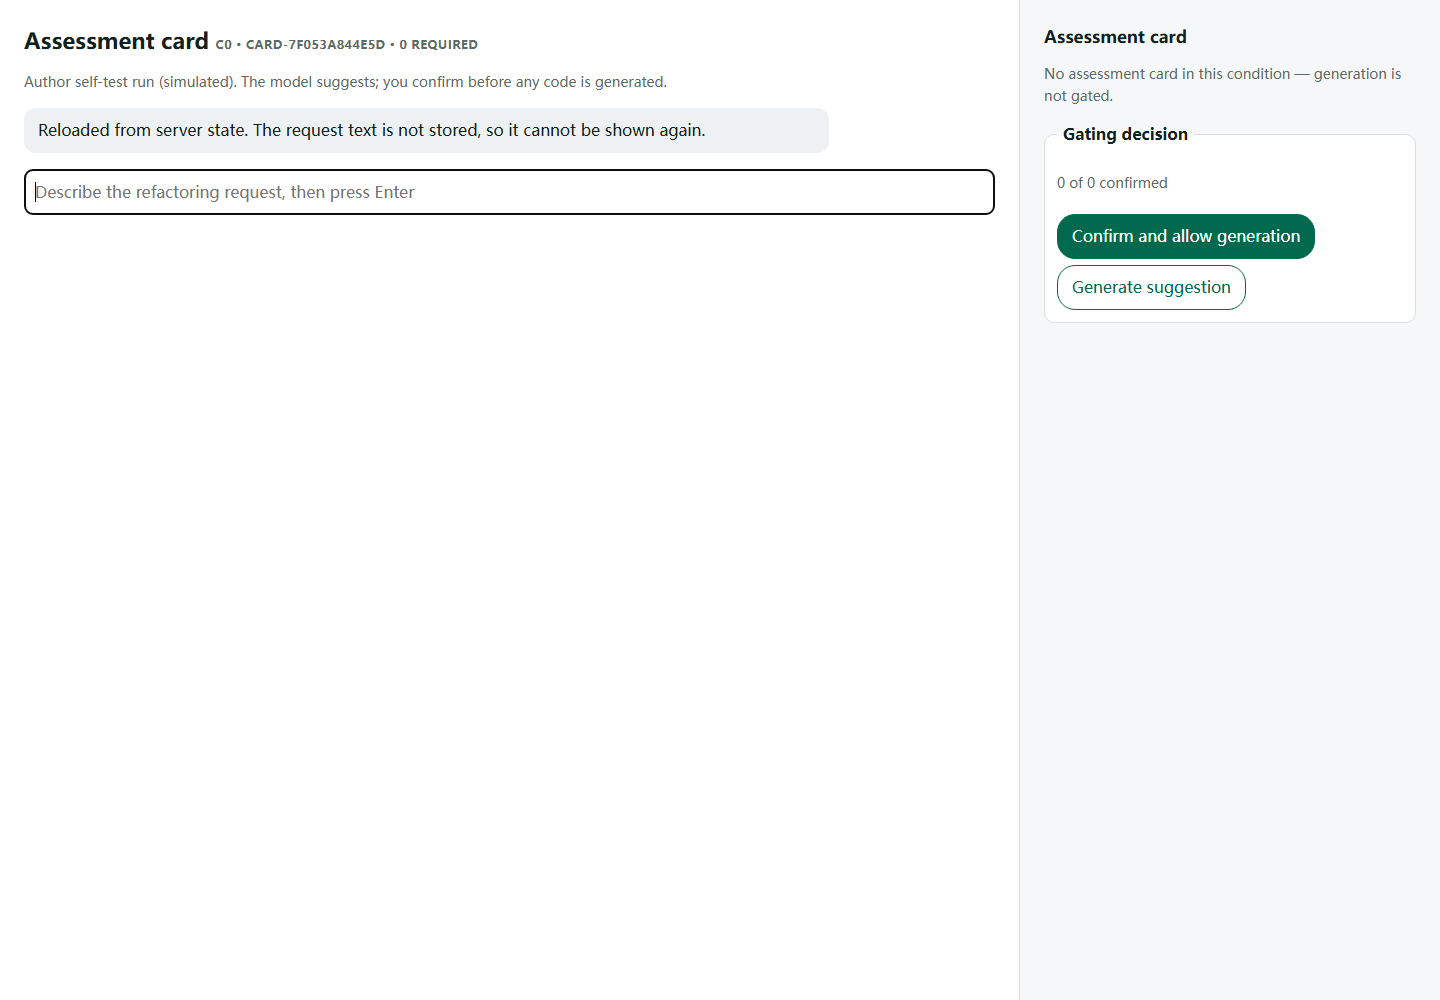 Assessment card C0 • CARD-7F053A844E5D • 0 REQUIRED
Author self-test run (simulated). The model suggests; you confirm before any code is generated.
Reloaded from server state. The request text is not stored, so it cannot be shown again.
Describe the refactoring request, then press Enter
Assessment card
No assessment card in this condition — generation is
not gated.
Gating decision
0 of 0 confirmed
Confirm and allow generation
Generate suggestion